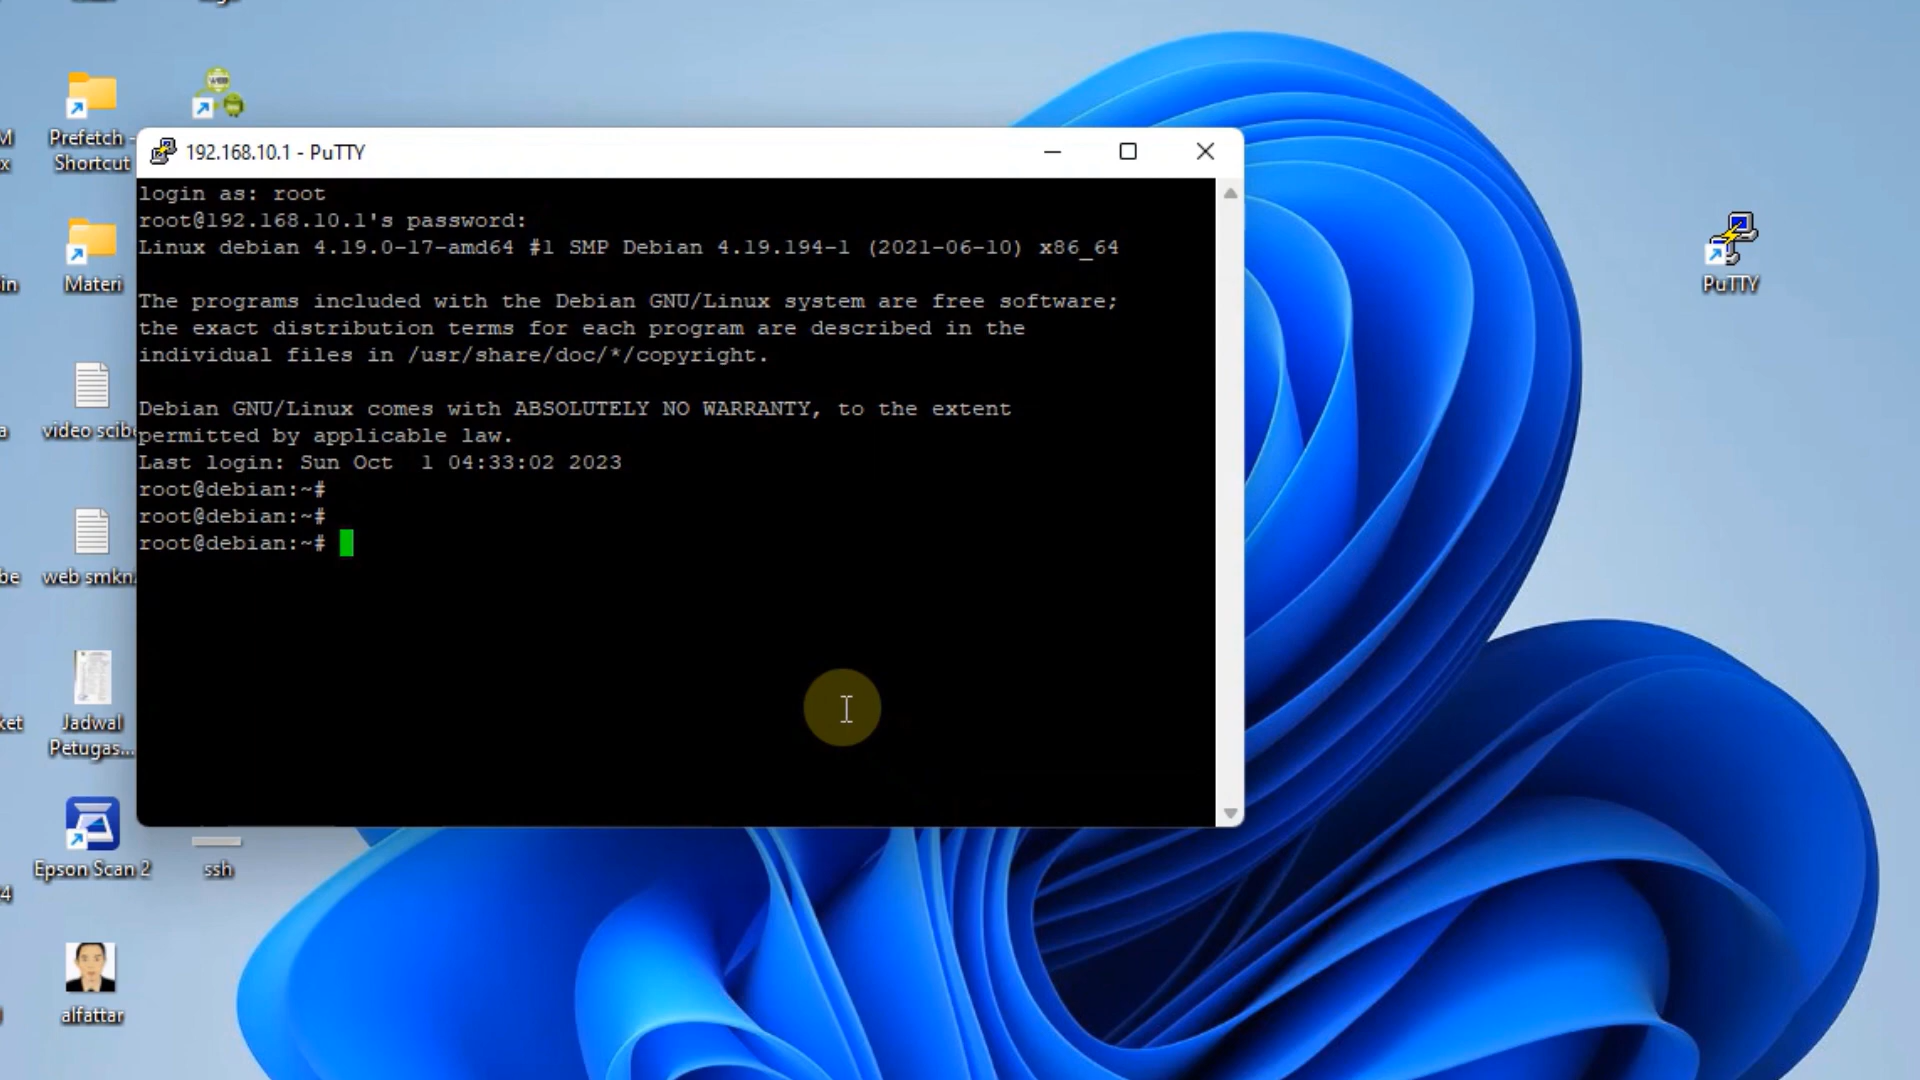 Prefetch -
Shortcut
Materi
video scibe
web smkn
Jadwal
Petugas...
Epson Scan 2
alfattar
ssh
192.168.10.1 - PuTTY
login as: root
root@192.168.10.1's password:
Linux debian 4.19.0-17-amd64 #1 SMP Debian 4.19.194-1 (2021-06-10) x86_64
The programs included with the Debian GNU/Linux system are free software;
the exact distribution terms for each program are described in the
individual files in /usr/share/doc/*/copyright.
Debian GNU/Linux comes with ABSOLUTELY NO WARRANTY, to the extent
permitted by applicable law.
Last login: Sun Oct  1 04:33:02 2023
root@debian:~#
root@debian:~#
root@debian:~#
PuTTY